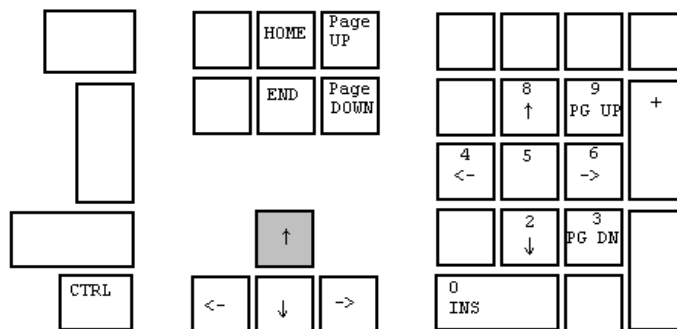 HOME
Page
UP
END
Page
DOWN
8
↑
9
PG UP
+
4
<-
5
6
->
↑
2
↓
3
PG DN
CTRL
<-
↓
->
0
INS